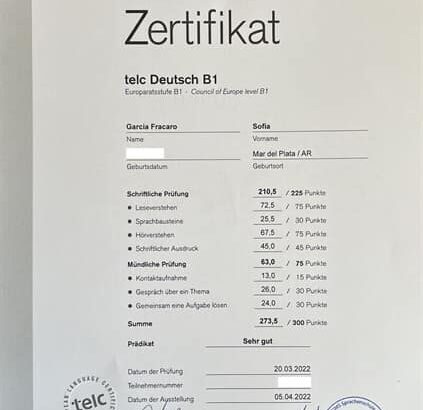 Zertifikat
telc Deutsch B1
Europaratsstufe B1 · Council of Europe level B1
Garcia Fracaro Sofia
Name Vorname
Mar del Plata / AR
Geburtsdatum Geburtsort
Schriftliche Prüfung 210,5 / 225 Punkte
Leseverstehen 72,5 / 75 Punkte
Sprachbausteine 25,5 / 30 Punkte
Hörverstehen 67,5 / 75 Punkte
Schriftlicher Ausdruck 45,0 / 45 Punkte
Mündliche Prüfung 63,0 / 75 Punkte
Kontaktaufnahme 13,0 / 15 Punkte
Gespräch über ein Thema 26,0 / 30 Punkte
Gemeinsam eine Aufgabe lösen 24,0 / 30 Punkte
Summe 273,5 / 300 Punkte
Prädikat Sehr gut
Datum der Prüfung 20.03.2022
Teilnehmernummer
Datum der Ausstellung 05.04.2022
telc
LANGUAGE